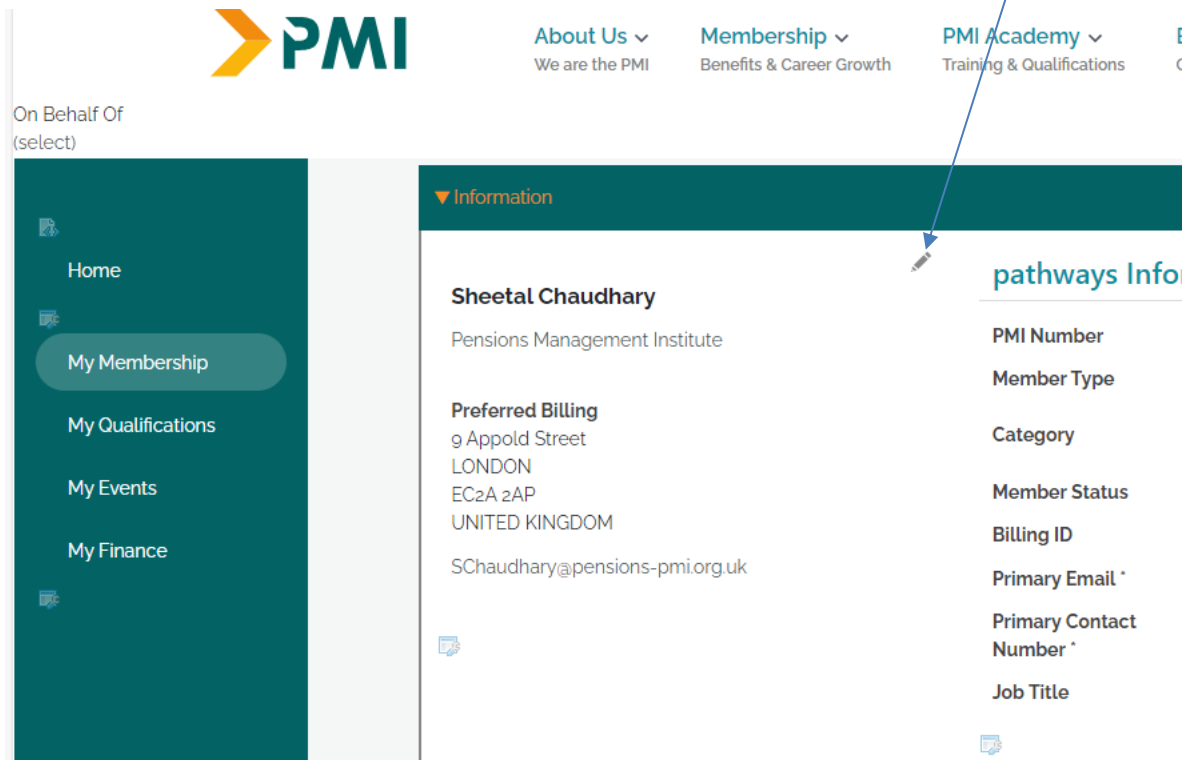 PMI
About Us
We are the PMI
Membership
Benefits & Career Growth
PMI Academy
Training & Qualifications
On Behalf Of
(select)
Home
My Membership
My Qualifications
My Events
My Finance
Information
Sheetal Chaudhary
Pensions Management Institute
Preferred Billing
9 Appold Street
LONDON
EC2A 2AP
UNITED KINGDOM
SChaudhary@pensions-pmi.org.uk
pathways Infor
PMI Number
Member Type
Category
Member Status
Billing ID
Primary Email *
Primary Contact
Number *
Job Title